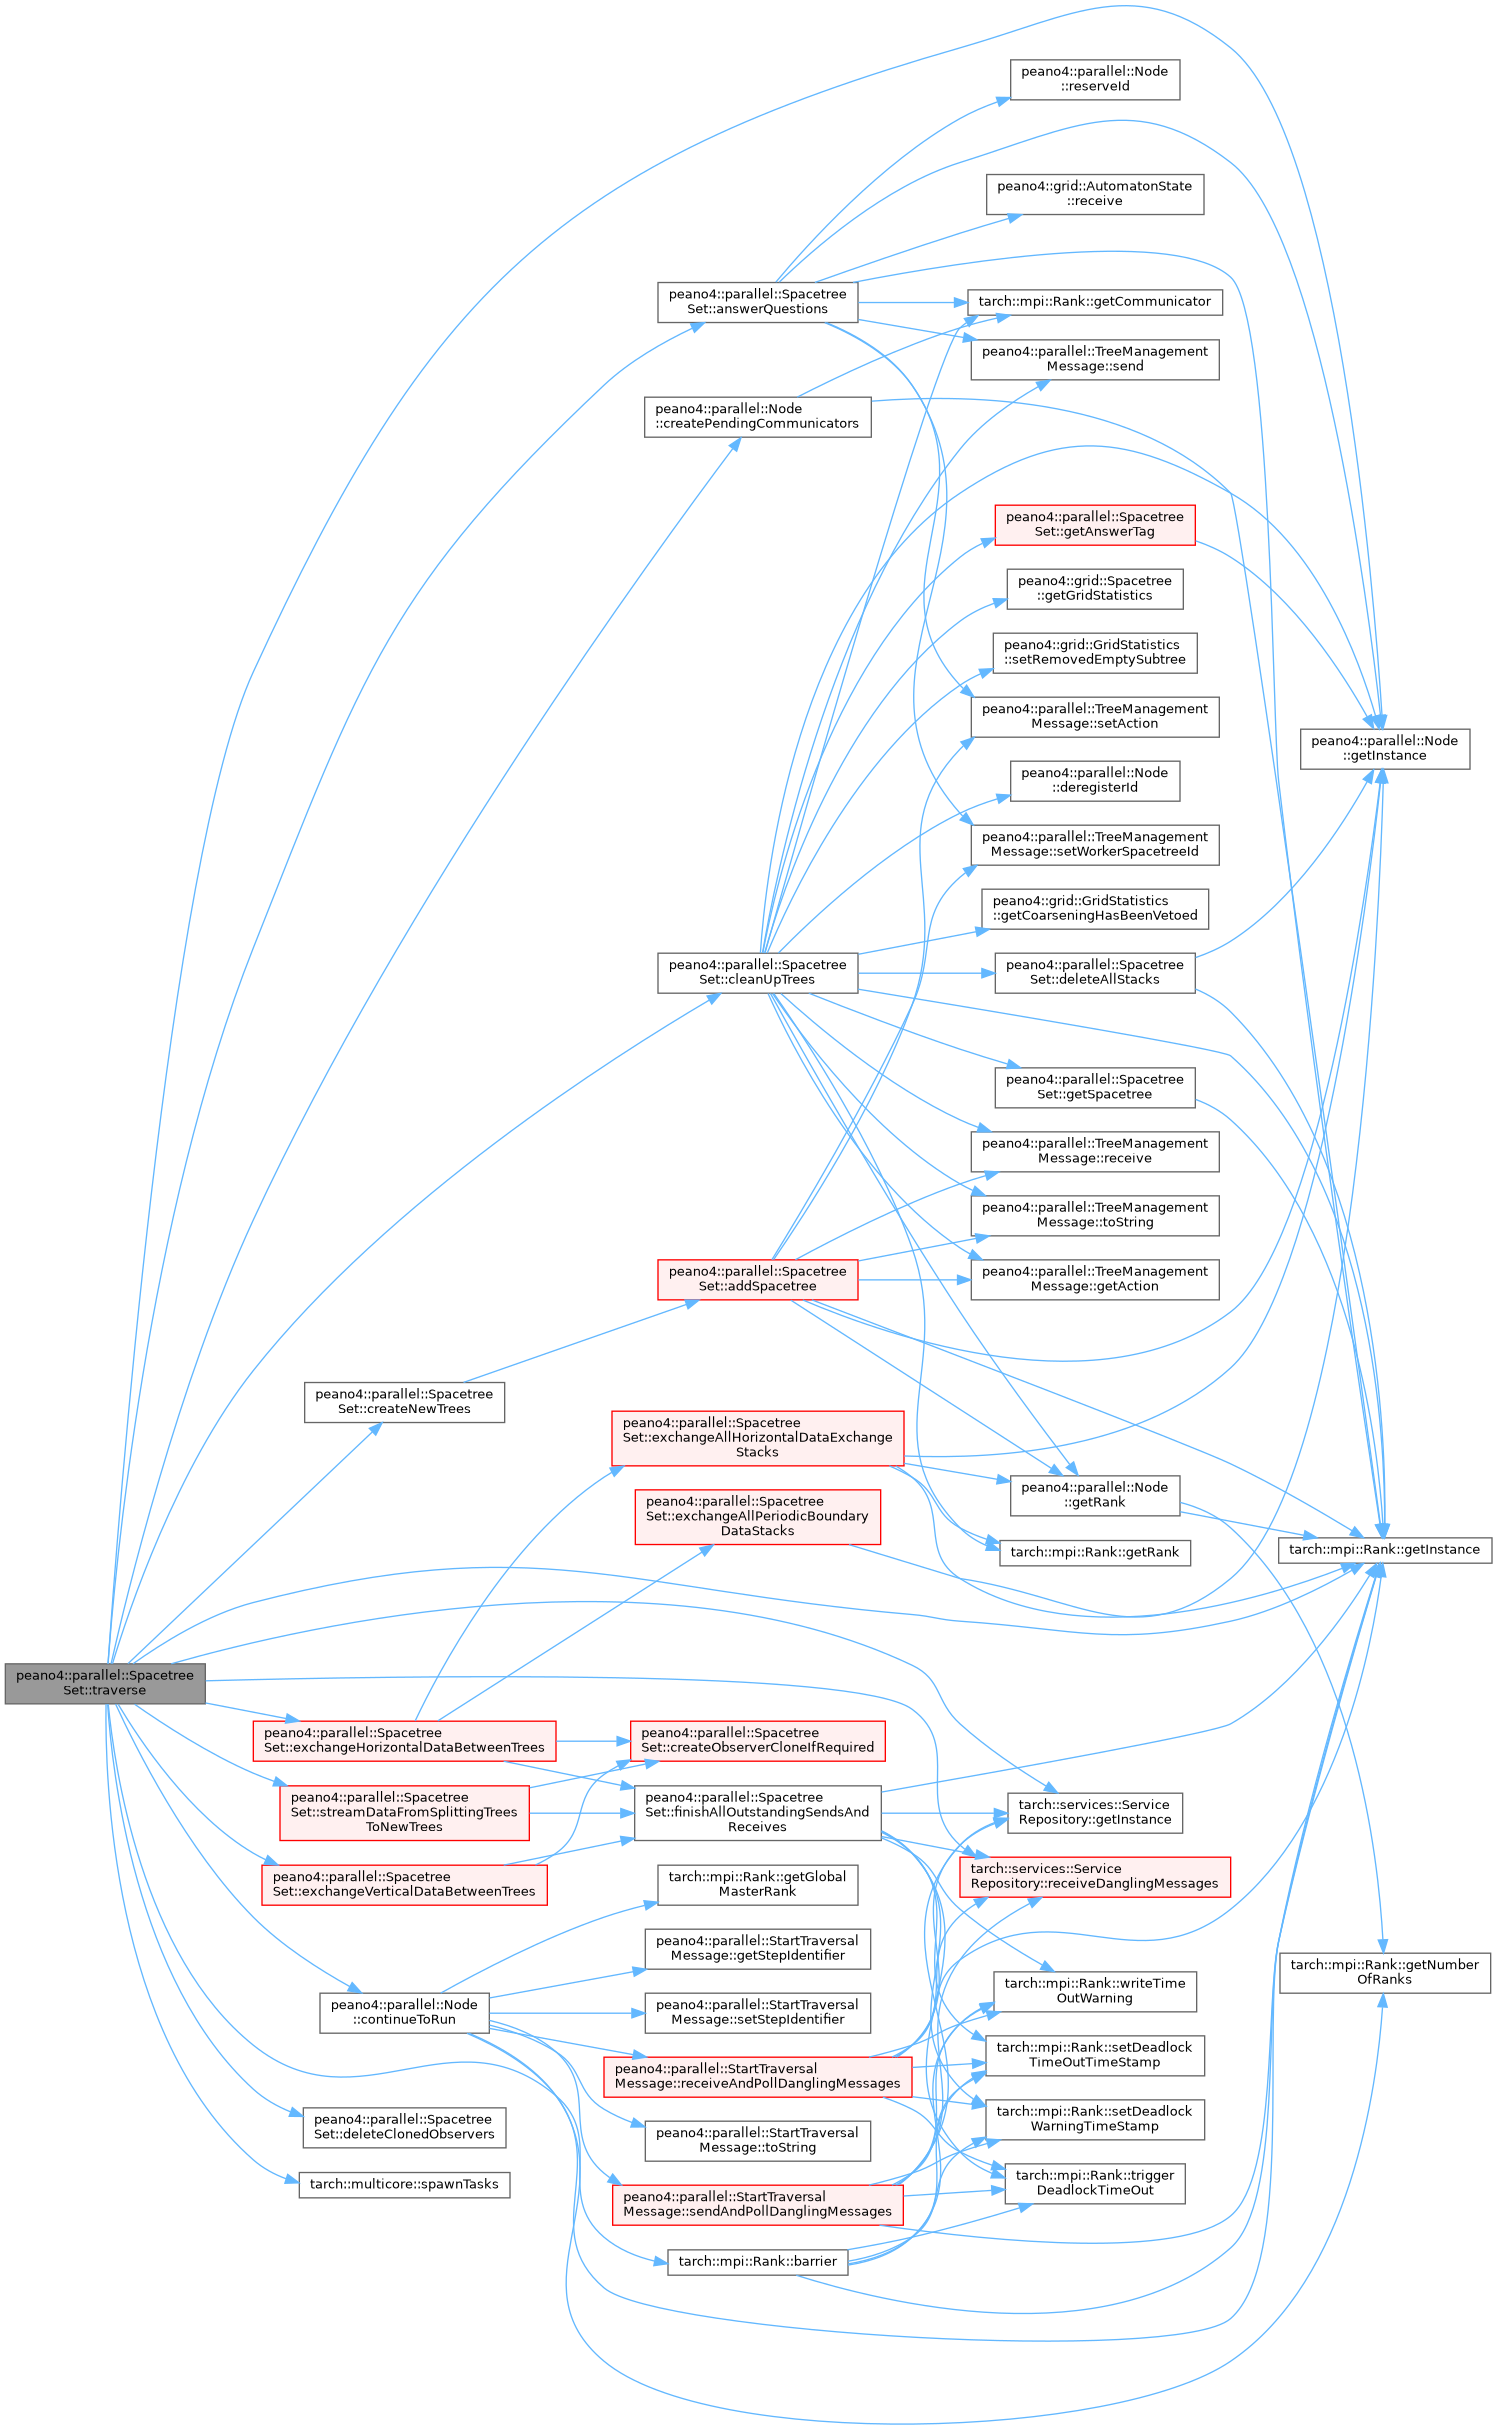 peano4::parallel::Node
::reserveId
peano4::grid::AutomatonState
::receive
peano4::parallel::Spacetree
Set::answerQuestions
tarch::mpi::Rank::getCommunicator
peano4::parallel::TreeManagement
Message::send
peano4::parallel::Node
::createPendingCommunicators
peano4::parallel::Spacetree
Set::getAnswerTag
peano4::grid::Spacetree
::getGridStatistics
peano4::grid::GridStatistics
::setRemovedEmptySubtree
peano4::parallel::TreeManagement
Message::setAction
peano4::parallel::Node
::getInstance
peano4::parallel::Node
::deregisterId
peano4::parallel::TreeManagement
Message::setWorkerSpacetreeId
peano4::grid::GridStatistics
::getCoarseningHasBeenVetoed
peano4::parallel::Spacetree
Set::cleanUpTrees
peano4::parallel::Spacetree
Set::deleteAllStacks
peano4::parallel::Spacetree
Set::getSpacetree
peano4::parallel::TreeManagement
Message::receive
peano4::parallel::TreeManagement
Message::toString
peano4::parallel::Spacetree
Set::addSpacetree
peano4::parallel::TreeManagement
Message::getAction
peano4::parallel::Spacetree
Set::createNewTrees
peano4::parallel::Spacetree
Set::exchangeAllHorizontalDataExchange
Stacks
peano4::parallel::Node
::getRank
peano4::parallel::Spacetree
Set::exchangeAllPeriodicBoundary
DataStacks
tarch::mpi::Rank::getRank
tarch::mpi::Rank::getInstance
peano4::parallel::Spacetree
Set::traverse
peano4::parallel::Spacetree
Set::exchangeHorizontalDataBetweenTrees
peano4::parallel::Spacetree
Set::createObserverCloneIfRequired
peano4::parallel::Spacetree
Set::streamDataFromSplittingTrees
ToNewTrees
peano4::parallel::Spacetree
Set::finishAllOutstandingSendsAnd
Receives
tarch::services::Service
Repository::getInstance
peano4::parallel::Spacetree
Set::exchangeVerticalDataBetweenTrees
tarch::services::Service
Repository::receiveDanglingMessages
tarch::mpi::Rank::getGlobal
MasterRank
peano4::parallel::StartTraversal
Message::getStepIdentifier
tarch::mpi::Rank::getNumber
OfRanks
tarch::mpi::Rank::writeTime
OutWarning
peano4::parallel::Node
::continueToRun
peano4::parallel::StartTraversal
Message::setStepIdentifier
tarch::mpi::Rank::setDeadlock
TimeOutTimeStamp
peano4::parallel::StartTraversal
Message::receiveAndPollDanglingMessages
tarch::mpi::Rank::setDeadlock
WarningTimeStamp
peano4::parallel::Spacetree
Set::deleteClonedObservers
peano4::parallel::StartTraversal
Message::toString
tarch::multicore::spawnTasks
tarch::mpi::Rank::trigger
DeadlockTimeOut
peano4::parallel::StartTraversal
Message::sendAndPollDanglingMessages
tarch::mpi::Rank::barrier